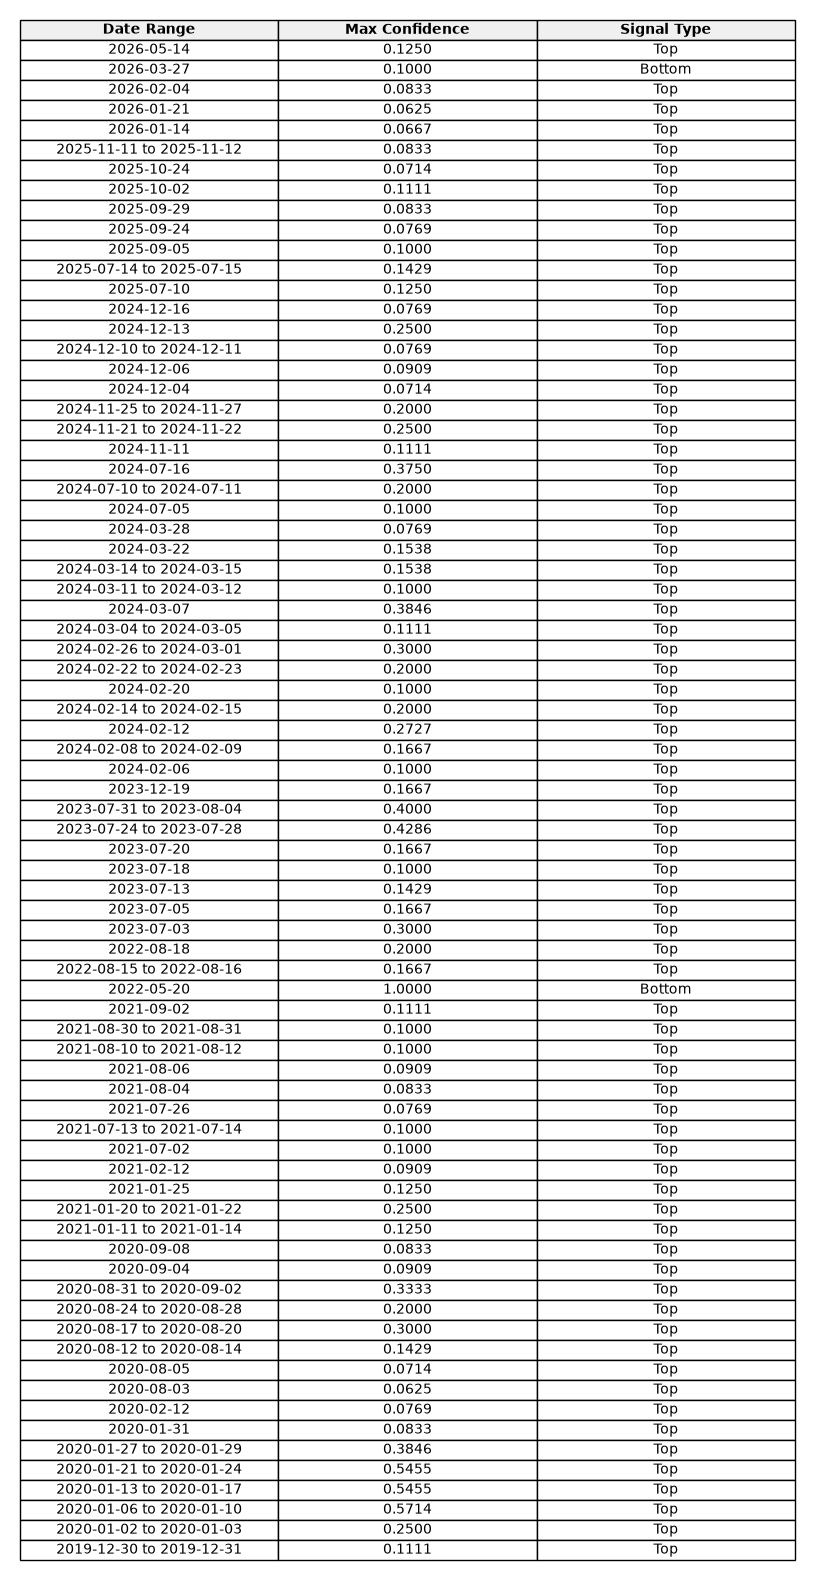 Date Range Max Confidence Signal Type
2026-05-14 0.1250 Top
2026-03-27 0.1000 Bottom
2026-02-04 0.0833 Top
2026-01-21 0.0625 Top
2026-01-14 0.0667 Top
2025-11-11 to 2025-11-12 0.0833 Top
2025-10-24 0.0714 Top
2025-10-02 0.1111 Top
2025-09-29 0.0833 Top
2025-09-24 0.0769 Top
2025-09-05 0.1000 Top
2025-07-14 to 2025-07-15 0.1429 Top
2025-07-10 0.1250 Top
2024-12-16 0.0769 Top
2024-12-13 0.2500 Top
2024-12-10 to 2024-12-11 0.0769 Top
2024-12-06 0.0909 Top
2024-12-04 0.0714 Top
2024-11-25 to 2024-11-27 0.2000 Top
2024-11-21 to 2024-11-22 0.2500 Top
2024-11-11 0.1111 Top
2024-07-16 0.3750 Top
2024-07-10 to 2024-07-11 0.2000 Top
2024-07-05 0.1000 Top
2024-03-28 0.0769 Top
2024-03-22 0.1538 Top
2024-03-14 to 2024-03-15 0.1538 Top
2024-03-11 to 2024-03-12 0.1000 Top
2024-03-07 0.3846 Top
2024-03-04 to 2024-03-05 0.1111 Top
2024-02-26 to 2024-03-01 0.3000 Top
2024-02-22 to 2024-02-23 0.2000 Top
2024-02-20 0.1000 Top
2024-02-14 to 2024-02-15 0.2000 Top
2024-02-12 0.2727 Top
2024-02-08 to 2024-02-09 0.1667 Top
2024-02-06 0.1000 Top
2023-12-19 0.1667 Top
2023-07-31 to 2023-08-04 0.4000 Top
2023-07-24 to 2023-07-28 0.4286 Top
2023-07-20 0.1667 Top
2023-07-18 0.1000 Top
2023-07-13 0.1429 Top
2023-07-05 0.1667 Top
2023-07-03 0.3000 Top
2022-08-18 0.2000 Top
2022-08-15 to 2022-08-16 0.1667 Top
2022-05-20 1.0000 Bottom
2021-09-02 0.1111 Top
2021-08-30 to 2021-08-31 0.1000 Top
2021-08-10 to 2021-08-12 0.1000 Top
2021-08-06 0.0909 Top
2021-08-04 0.0833 Top
2021-07-26 0.0769 Top
2021-07-13 to 2021-07-14 0.1000 Top
2021-07-02 0.1000 Top
2021-02-12 0.0909 Top
2021-01-25 0.1250 Top
2021-01-20 to 2021-01-22 0.2500 Top
2021-01-11 to 2021-01-14 0.1250 Top
2020-09-08 0.0833 Top
2020-09-04 0.0909 Top
2020-08-31 to 2020-09-02 0.3333 Top
2020-08-24 to 2020-08-28 0.2000 Top
2020-08-17 to 2020-08-20 0.3000 Top
2020-08-12 to 2020-08-14 0.1429 Top
2020-08-05 0.0714 Top
2020-08-03 0.0625 Top
2020-02-12 0.0769 Top
2020-01-31 0.0833 Top
2020-01-27 to 2020-01-29 0.3846 Top
2020-01-21 to 2020-01-24 0.5455 Top
2020-01-13 to 2020-01-17 0.5455 Top
2020-01-06 to 2020-01-10 0.5714 Top
2020-01-02 to 2020-01-03 0.2500 Top
2019-12-30 to 2019-12-31 0.1111 Top